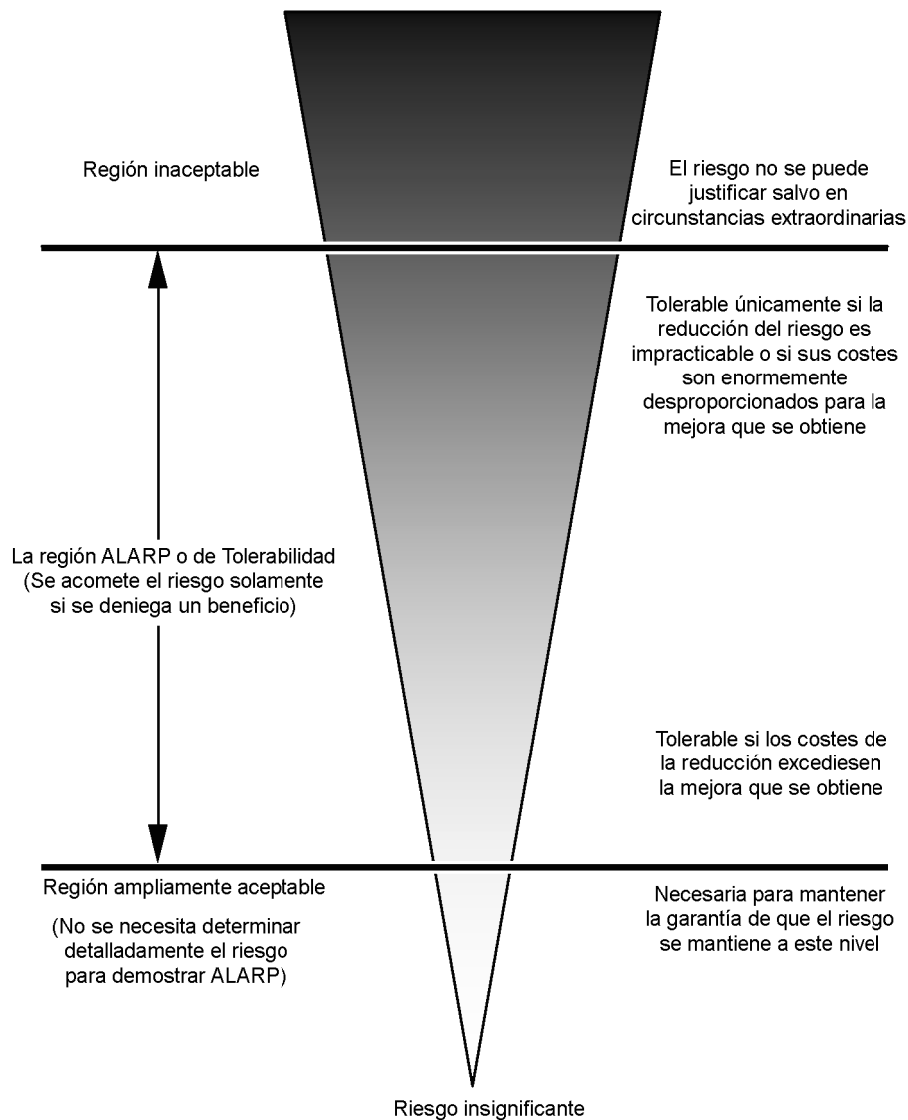 Región inaceptable
El riesgo no se puede
justificar salvo en
circunstancias extraordinarias
Tolerable únicamente si la
reducción del riesgo es
impracticable o si sus costes
son enormemente
desproporcionados para la
mejora que se obtiene
La región ALARP o de Tolerabilidad
(Se acomete el riesgo solamente
si se deniega un beneficio)
Tolerable si los costes de
la reducción excediesen
la mejora que se obtiene
Región ampliamente aceptable
(No se necesita determinar
detalladamente el riesgo
para demostrar ALARP)
Necesaria para mantener
la garantía de que el riesgo
se mantiene a este nivel
Riesgo insignificante